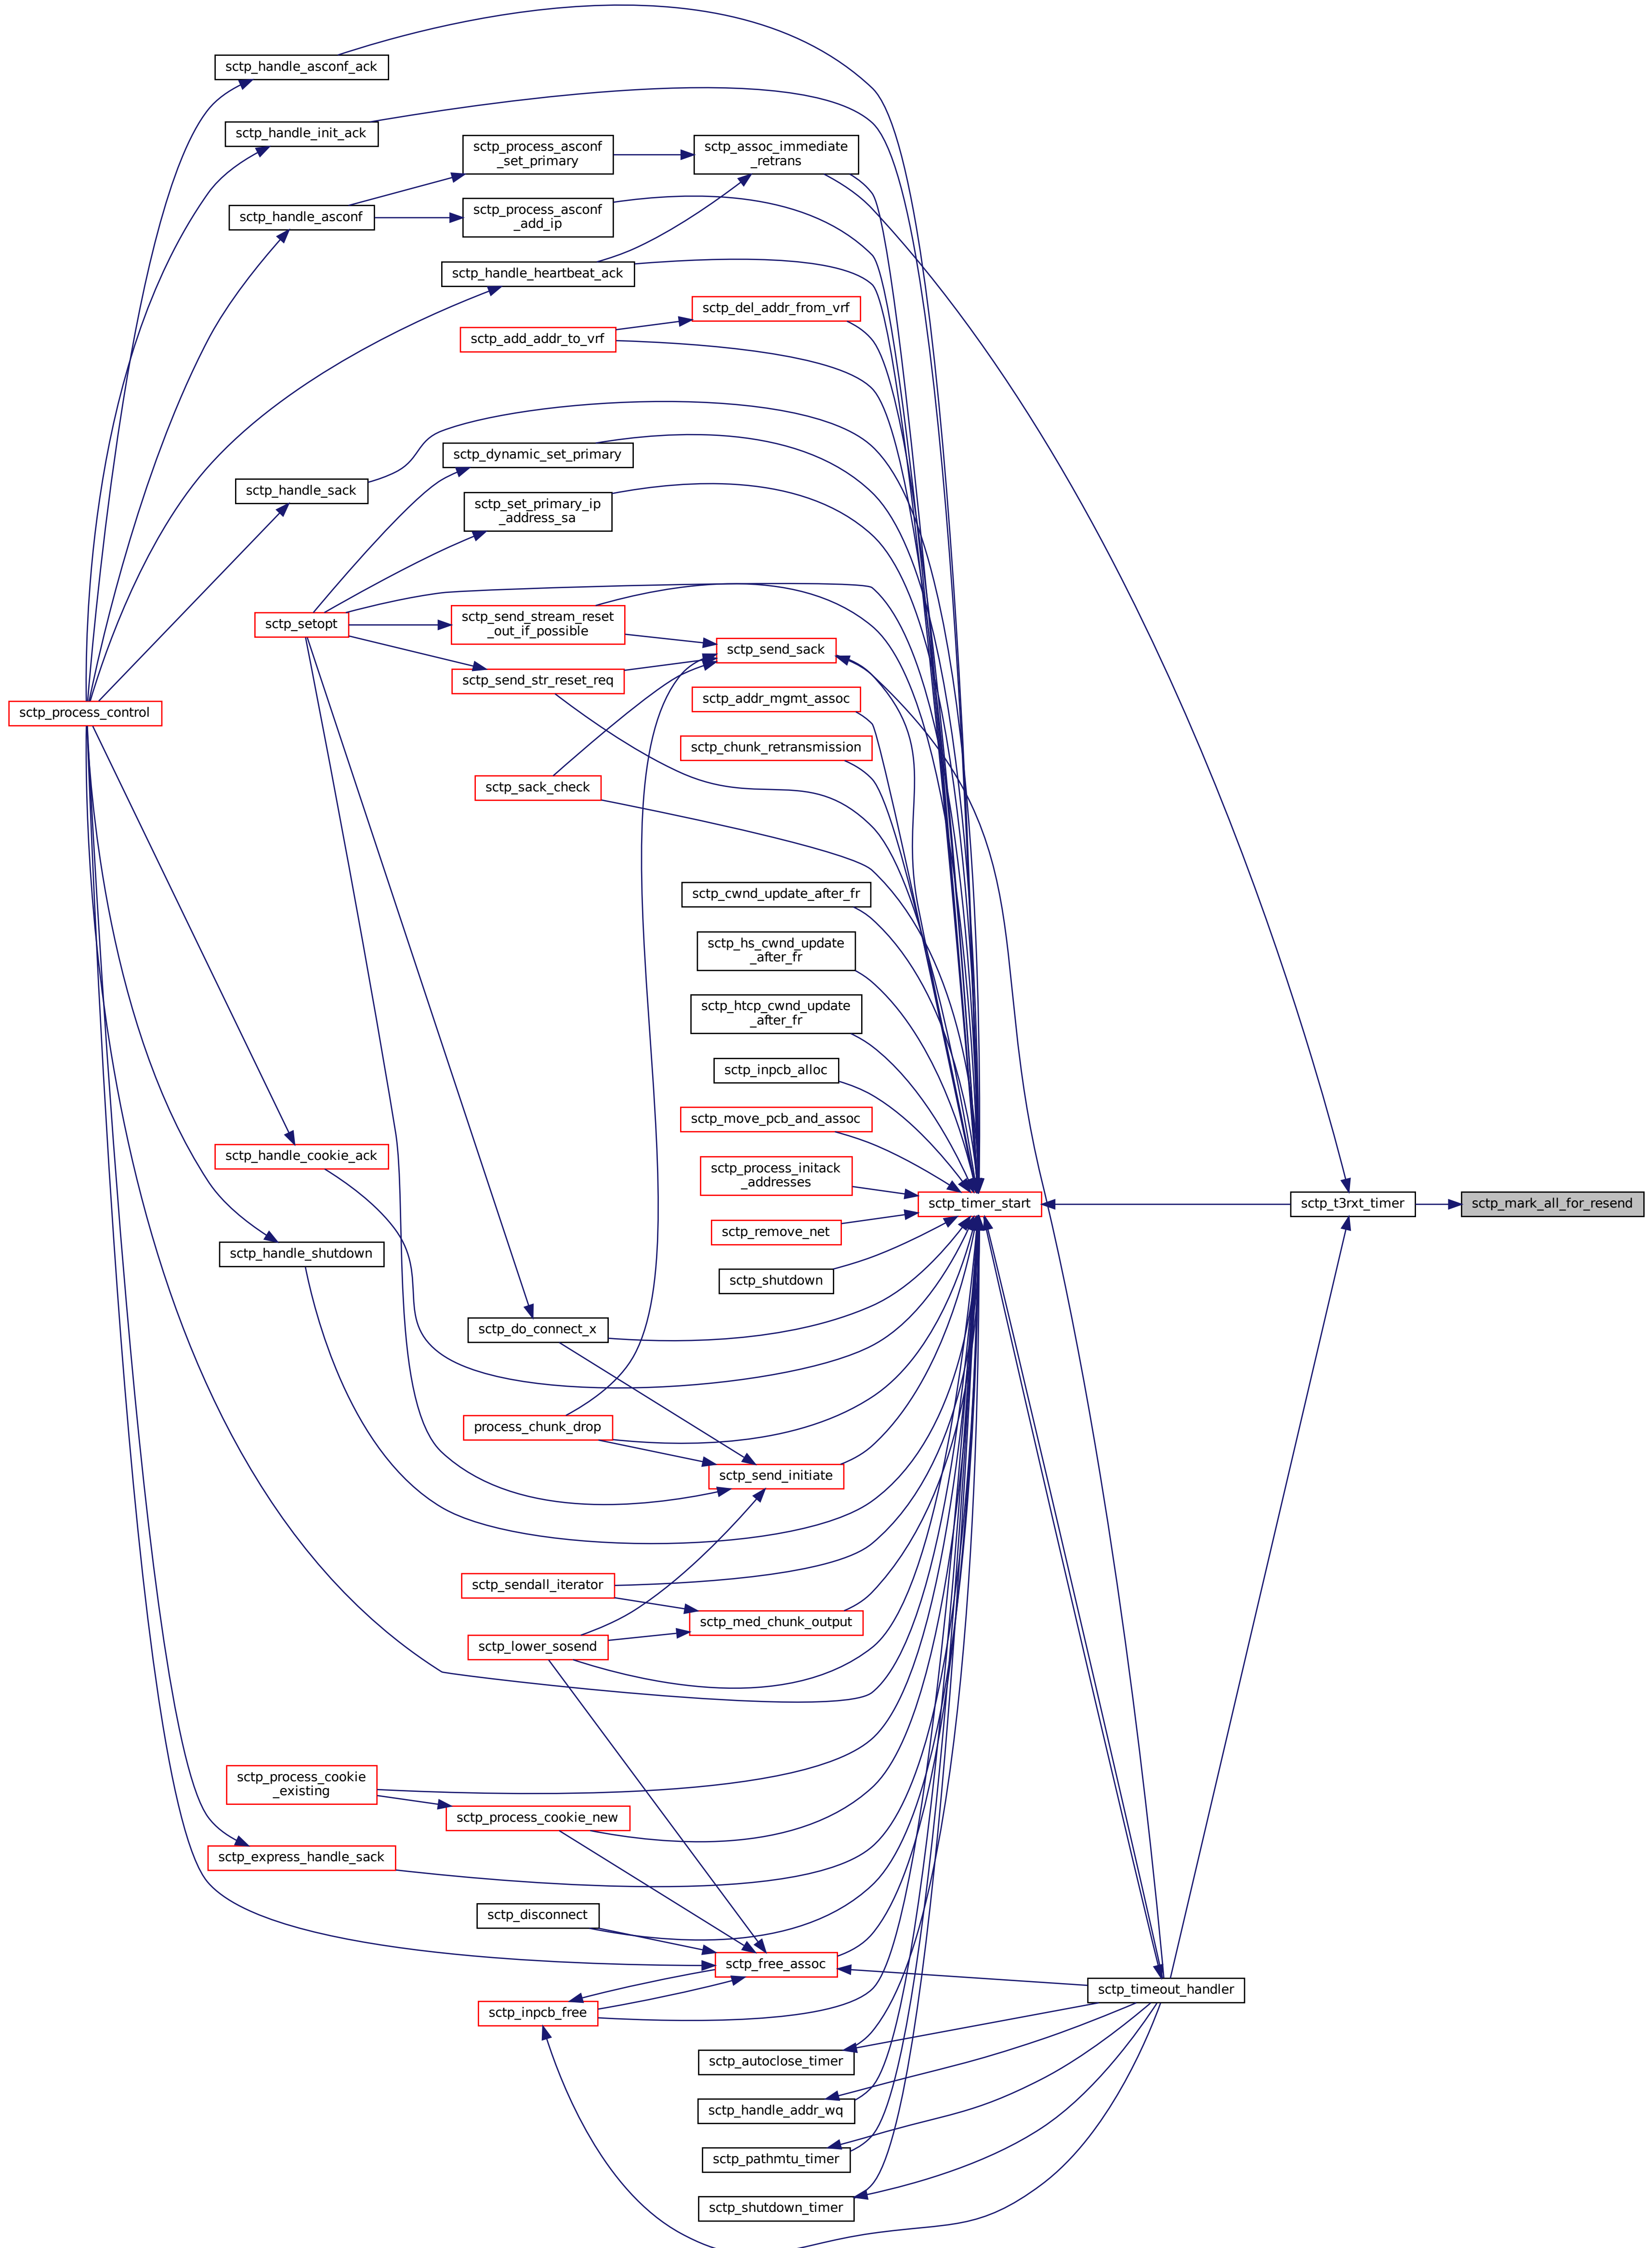 sctp_handle_asconf_ack
sctp_handle_init_ack
sctp_process_asconf
_set_primary
sctp_assoc_immediate
_retrans
sctp_handle_asconf
sctp_process_asconf
_add_ip
sctp_handle_heartbeat_ack
sctp_del_addr_from_vrf
sctp_add_addr_to_vrf
sctp_dynamic_set_primary
sctp_handle_sack
sctp_set_primary_ip
_address_sa
sctp_setopt
sctp_send_stream_reset
_out_if_possible
sctp_send_sack
sctp_send_str_reset_req
sctp_addr_mgmt_assoc
sctp_process_control
sctp_chunk_retransmission
sctp_sack_check
sctp_cwnd_update_after_fr
sctp_hs_cwnd_update
_after_fr
sctp_htcp_cwnd_update
_after_fr
sctp_inpcb_alloc
sctp_move_pcb_and_assoc
sctp_handle_cookie_ack
sctp_process_initack
_addresses
sctp_timer_start
sctp_t3rxt_timer
sctp_mark_all_for_resend
sctp_remove_net
sctp_handle_shutdown
sctp_shutdown
sctp_do_connect_x
process_chunk_drop
sctp_send_initiate
sctp_sendall_iterator
sctp_med_chunk_output
sctp_lower_sosend
sctp_process_cookie
_existing
sctp_process_cookie_new
sctp_express_handle_sack
sctp_disconnect
sctp_free_assoc
sctp_timeout_handler
sctp_inpcb_free
sctp_autoclose_timer
sctp_handle_addr_wq
sctp_pathmtu_timer
sctp_shutdown_timer